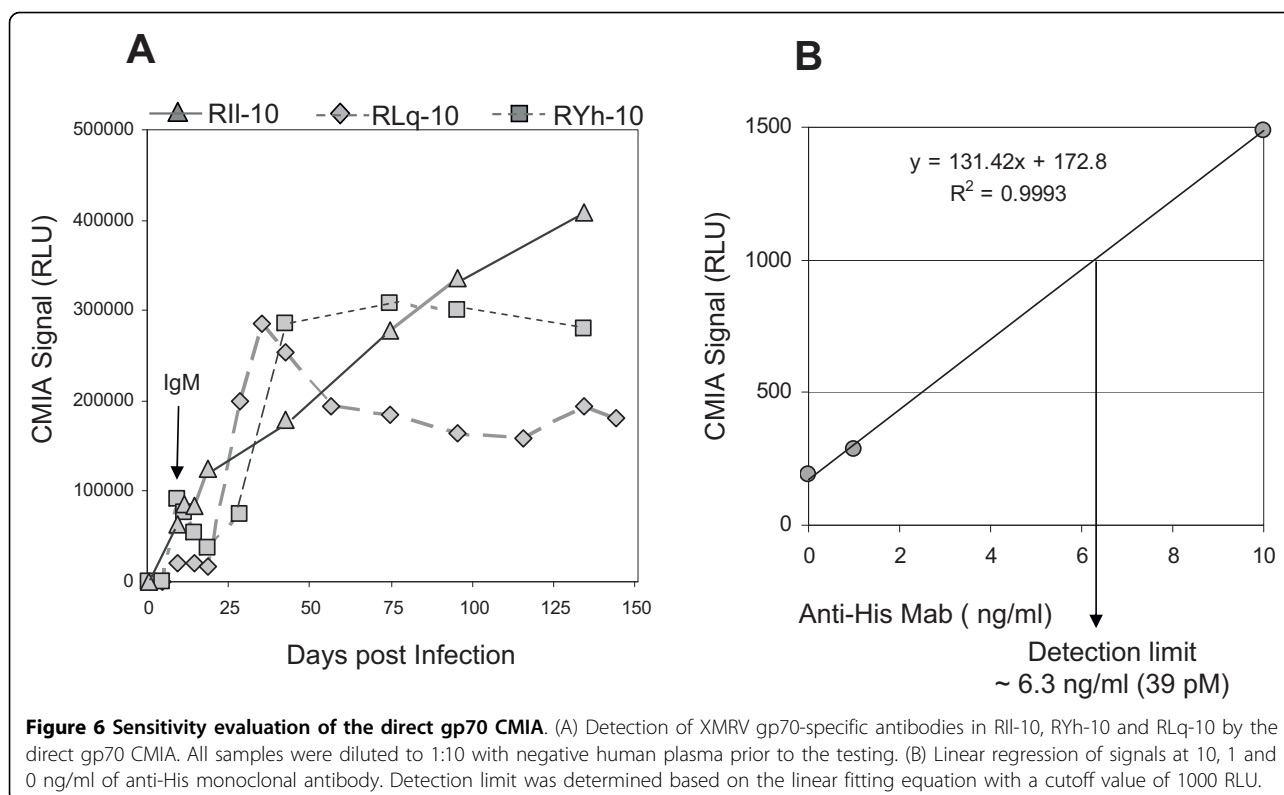 A
RIl-10 RLq-10 RYh-10
500000
400000
300000
200000
100000
0
CMIA Signal (RLU)
IgM
0 25 50 75 100 125 150
Days post Infection
B
1500
1000
500
0
CMIA Signal (RLU)
y = 131.42x + 172.8
R² = 0.9993
0 2 4 6 8 10
Anti-His Mab ( ng/ml)
Detection limit
~ 6.3 ng/ml (39 pM)
Figure 6 Sensitivity evaluation of the direct gp70 CMIA. (A) Detection of XMRV gp70-specific antibodies in RIl-10, RYh-10 and RLq-10 by the
direct gp70 CMIA. All samples were diluted to 1:10 with negative human plasma prior to the testing. (B) Linear regression of signals at 10, 1 and
0 ng/ml of anti-His monoclonal antibody. Detection limit was determined based on the linear fitting equation with a cutoff value of 1000 RLU.